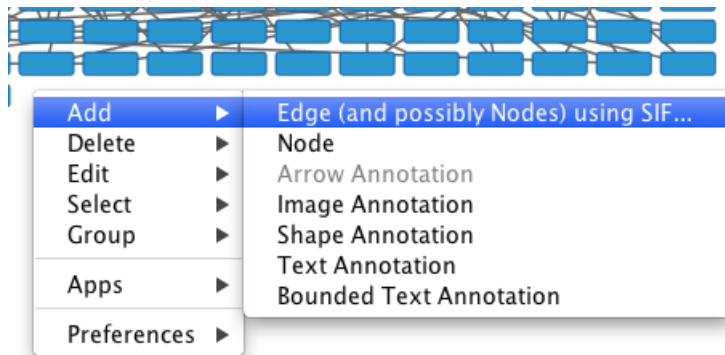 Add
Delete
Edit
Select
Group
Apps
Preferences
Edge (and possibly Nodes) using SIF...
Node
Arrow Annotation
Image Annotation
Shape Annotation
Text Annotation
Bounded Text Annotation